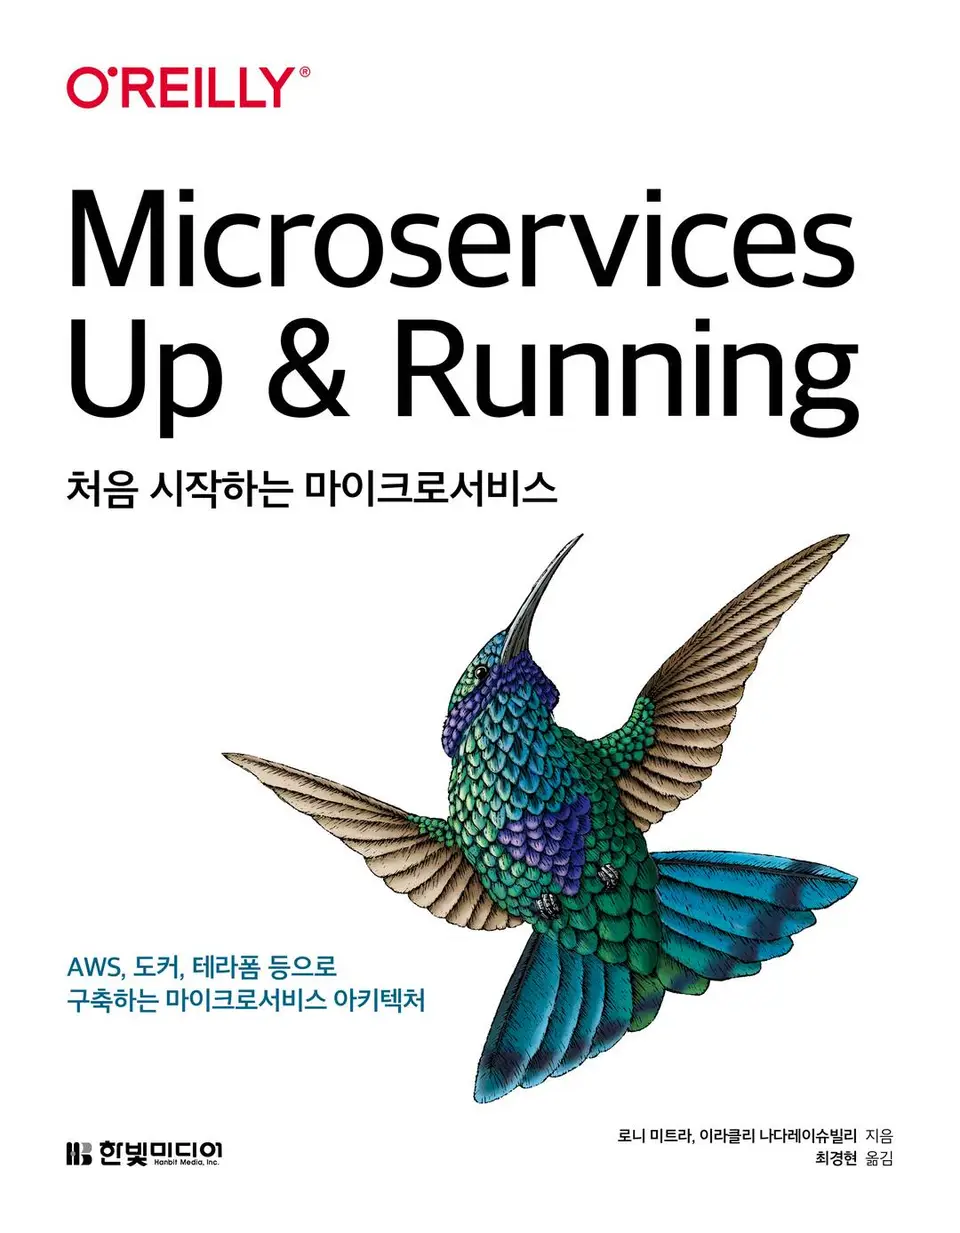 O'REILLY®
Microservices
Up & Running
처음 시작하는 마이크로서비스
AWS, 도커, 테라폼 등으로
구축하는 마이크로서비스 아키텍처
로니 미트라, 이라클리 나다레이슈빌리 지음
최경현 옮김
한빛미디어
Hanbit Media, Inc.